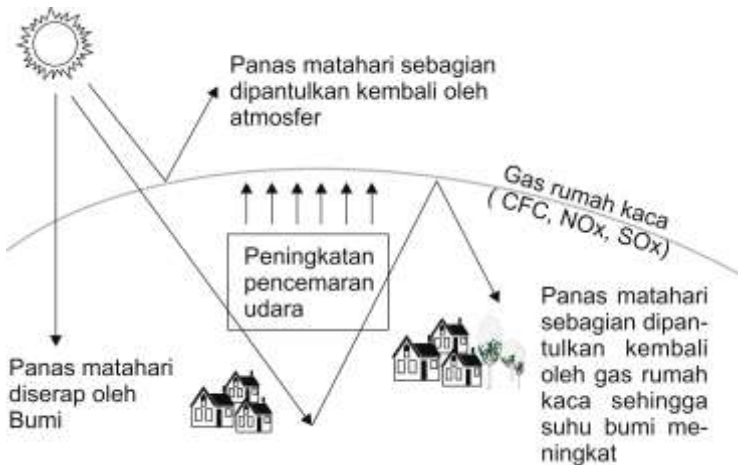 Panas matahari sebagian
dipantulkan kembali oleh
atmosfer
Gas rumah kaca
( CFC, NOx, SOx)
Peningkatan
pencemaran
udara
Panas matahari
diserap oleh
Bumi
Panas matahari
sebagian dipan-
tulkan kembali
oleh gas rumah
kaca sehingga
suhu bumi me-
ningkat